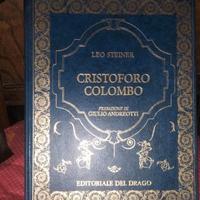 LEO STEINER
CRISTOFORO
COLOMBO
PREFAZIONE DI
GIULIO ANDREOTTI
EDITORIALE DEL DRAGO